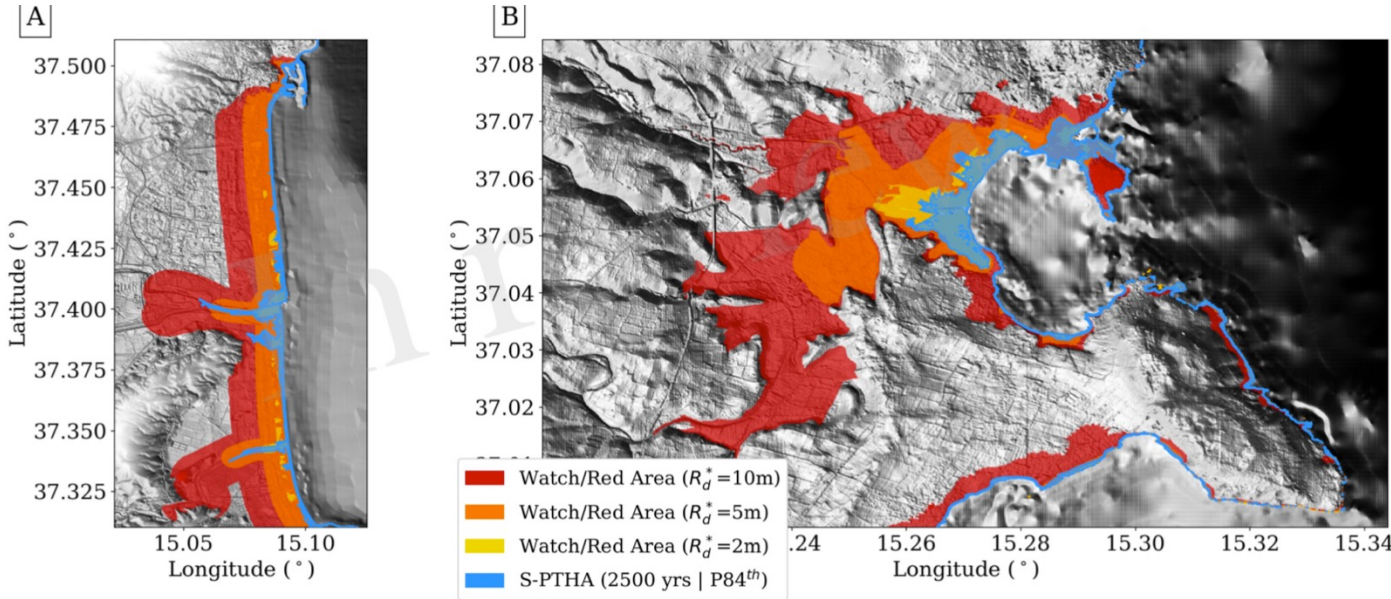 A
B
37.500
37.475
37.450
37.425
37.400
37.375
37.350
37.325
Latitude (°)
15.05
15.10
Longitude (°)
37.08
37.07
37.06
37.05
37.04
37.03
37.02
Latitude (°)
.24
15.26
15.28
15.30
15.32
15.34
Longitude (°)
Watch/Red Area (R*d=10m)
Watch/Red Area (R*d=5m)
Watch/Red Area (R*d=2m)
S-PTHA (2500 yrs | P84th)